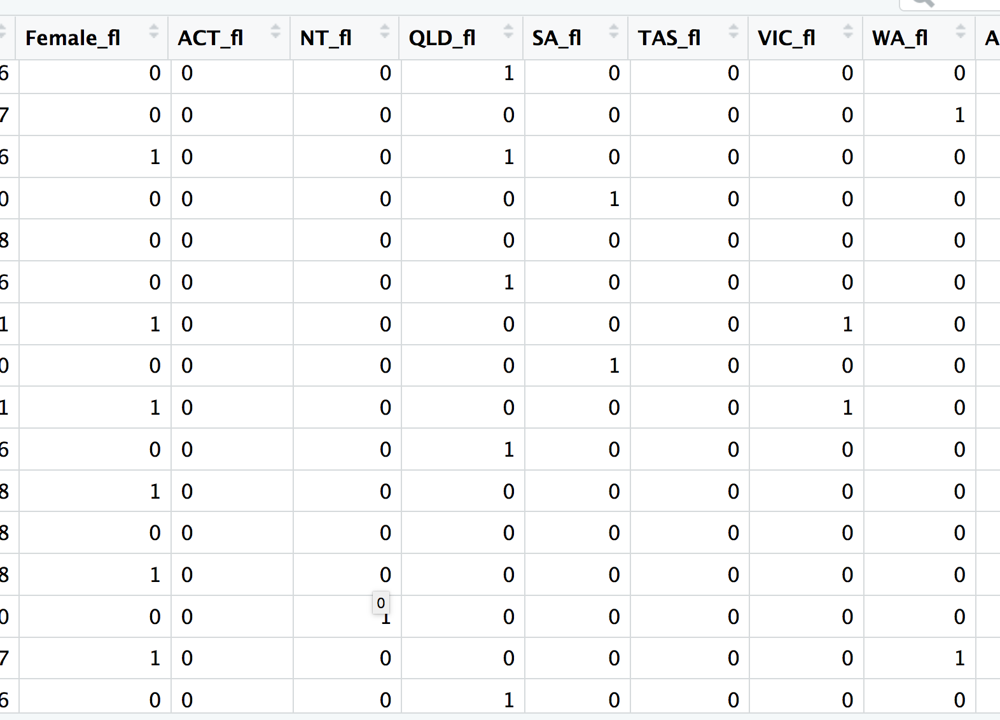 Female_fl ACT_fl NT_fl QLD_fl SA_fl TAS_fl VIC_fl WA_fl A
6 0 0 0 1 0 0 0 0
7 0 0 0 0 0 0 0 1
6 1 0 0 1 0 0 0 0
0 0 0 0 0 1 0 0 0
8 0 0 0 0 0 0 0 0
6 0 0 0 1 0 0 0 0
1 1 0 0 0 0 0 1 0
0 0 0 0 0 1 0 0 0
1 1 0 0 0 0 0 1 0
6 0 0 0 1 0 0 0 0
8 1 0 0 0 0 0 0 0
8 0 0 0 0 0 0 0 0
8 1 0 0 0 0 0 0 0
0
0 0 0 1 0 0 0 0 0
7 1 0 0 0 0 0 0 1
6 0 0 0 1 0 0 0 0